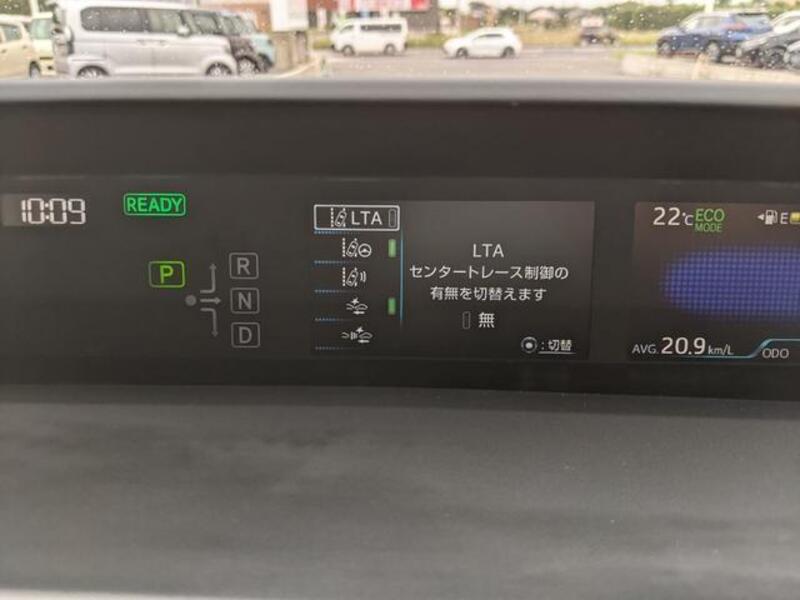 10:09
READY
P
R
N
D
LTA
LTA
センタートレース制御の
有無を切替えます
無
:切替
22℃
ECO
MODE
E
AVG. 20.9 km/L
ODO